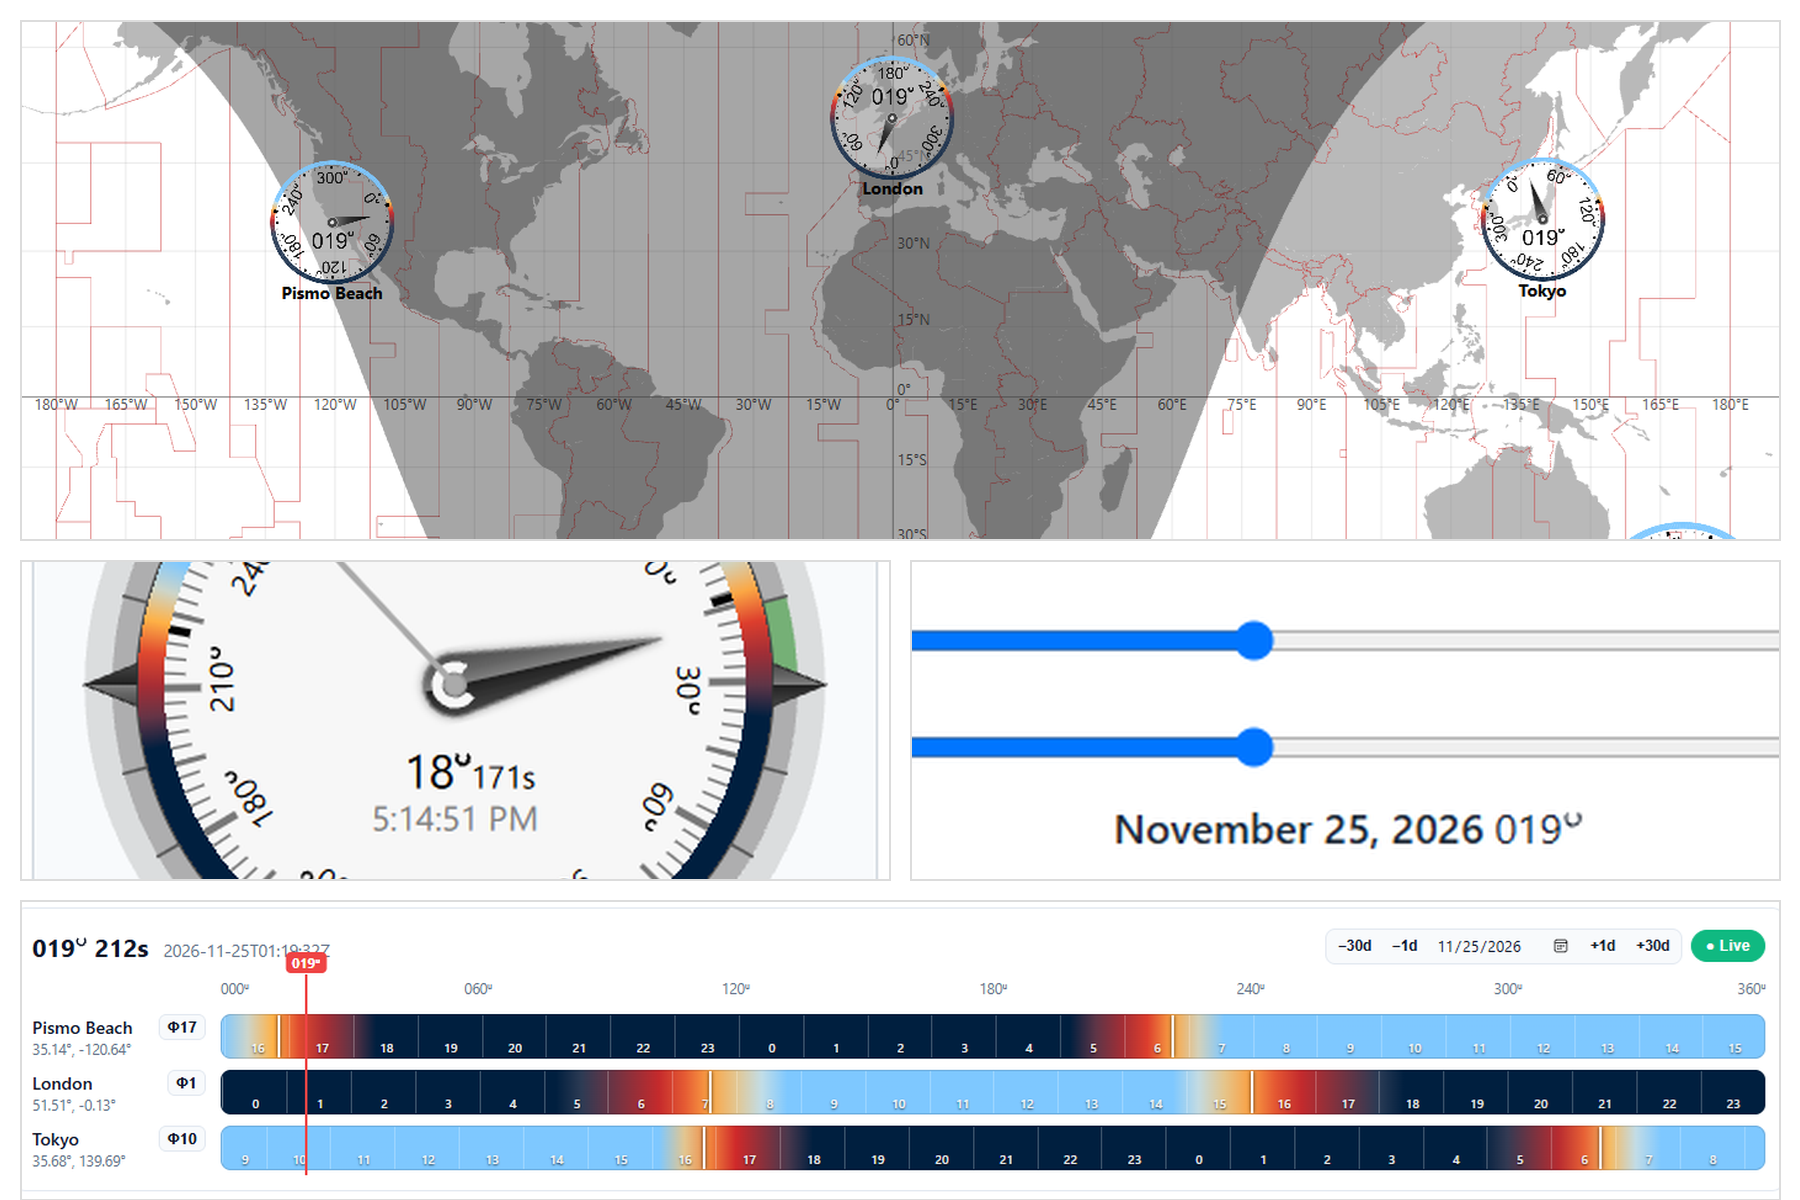 60°N
180°
120°
019°
240°
60
300°
45°N
0
London
300°
240°
0°
019°
180°
60°
120°
Pismo Beach
0°
60°
120°
300°
019°
240°
180°
Tokyo
30°N
15°N
0°
180°W 165°W 150°W 135°W 120°W 105°W 90°W 75°W 60°W 45°W 30°W 15°W 0° 15°E 30°E 45°E 60°E 75°E 90°E 105°E 120°E 135°E 150°E 165°E 180°E
15°S
30°S
210°
30°
180°
60°
18° 171s
5:14:51 PM
November 25, 2026 019°
019° 212s 2026-11-25T01:19:32Z
019°
−30d −1d 11/25/2026 +1d +30d Live
000° 060° 120° 180° 240° 300° 360°
Pismo Beach Φ17
35.14°, -120.64°
16 17 18 19 20 21 22 23 0 1 2 3 4 5 6 7 8 9 10 11 12 13 14 15
London Φ1
51.51°, -0.13°
0 1 2 3 4 5 6 7 8 9 10 11 12 13 14 15 16 17 18 19 20 21 22 23
Tokyo Φ10
35.68°, 139.69°
9 10 11 12 13 14 15 16 17 18 19 20 21 22 23 0 1 2 3 4 5 6 7 8